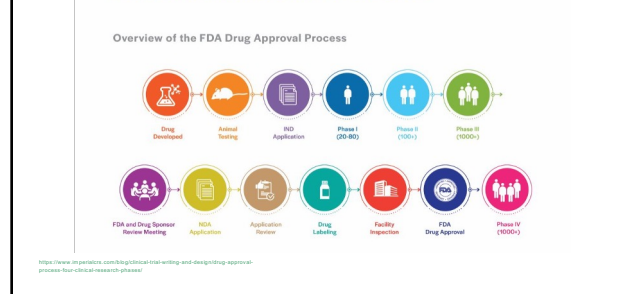 Overview of the FDA Drug Approval Process
Drug
Developed
Animal
Testing
IND
Application
Phase I
(20-80)
Phase II
(100+)
Phase III
(1000+)
FDA and Drug Sponsor
Review Meeting
NDA
Application
Application
Review
Drug
Labeling
Facility
Inspection
FDA
FDA
Drug Approval
Phase IV
(1000+)
https://www.imperialcrs.com/blog/clinical-trial-writing-and-design/drug-approval-
process-four-clinical-research-phases/